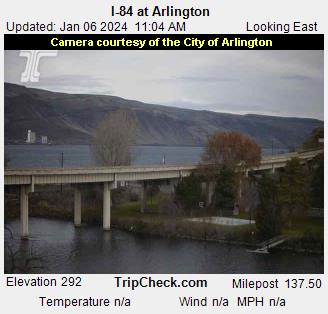 I-84 at Arlington
Updated: Jan 06 2024 11:04 AM Looking East
Camera courtesy of the City of Arlington
Elevation 292 TripCheck.com Milepost 137.50
Temperature n/a Wind n/a MPH n/a